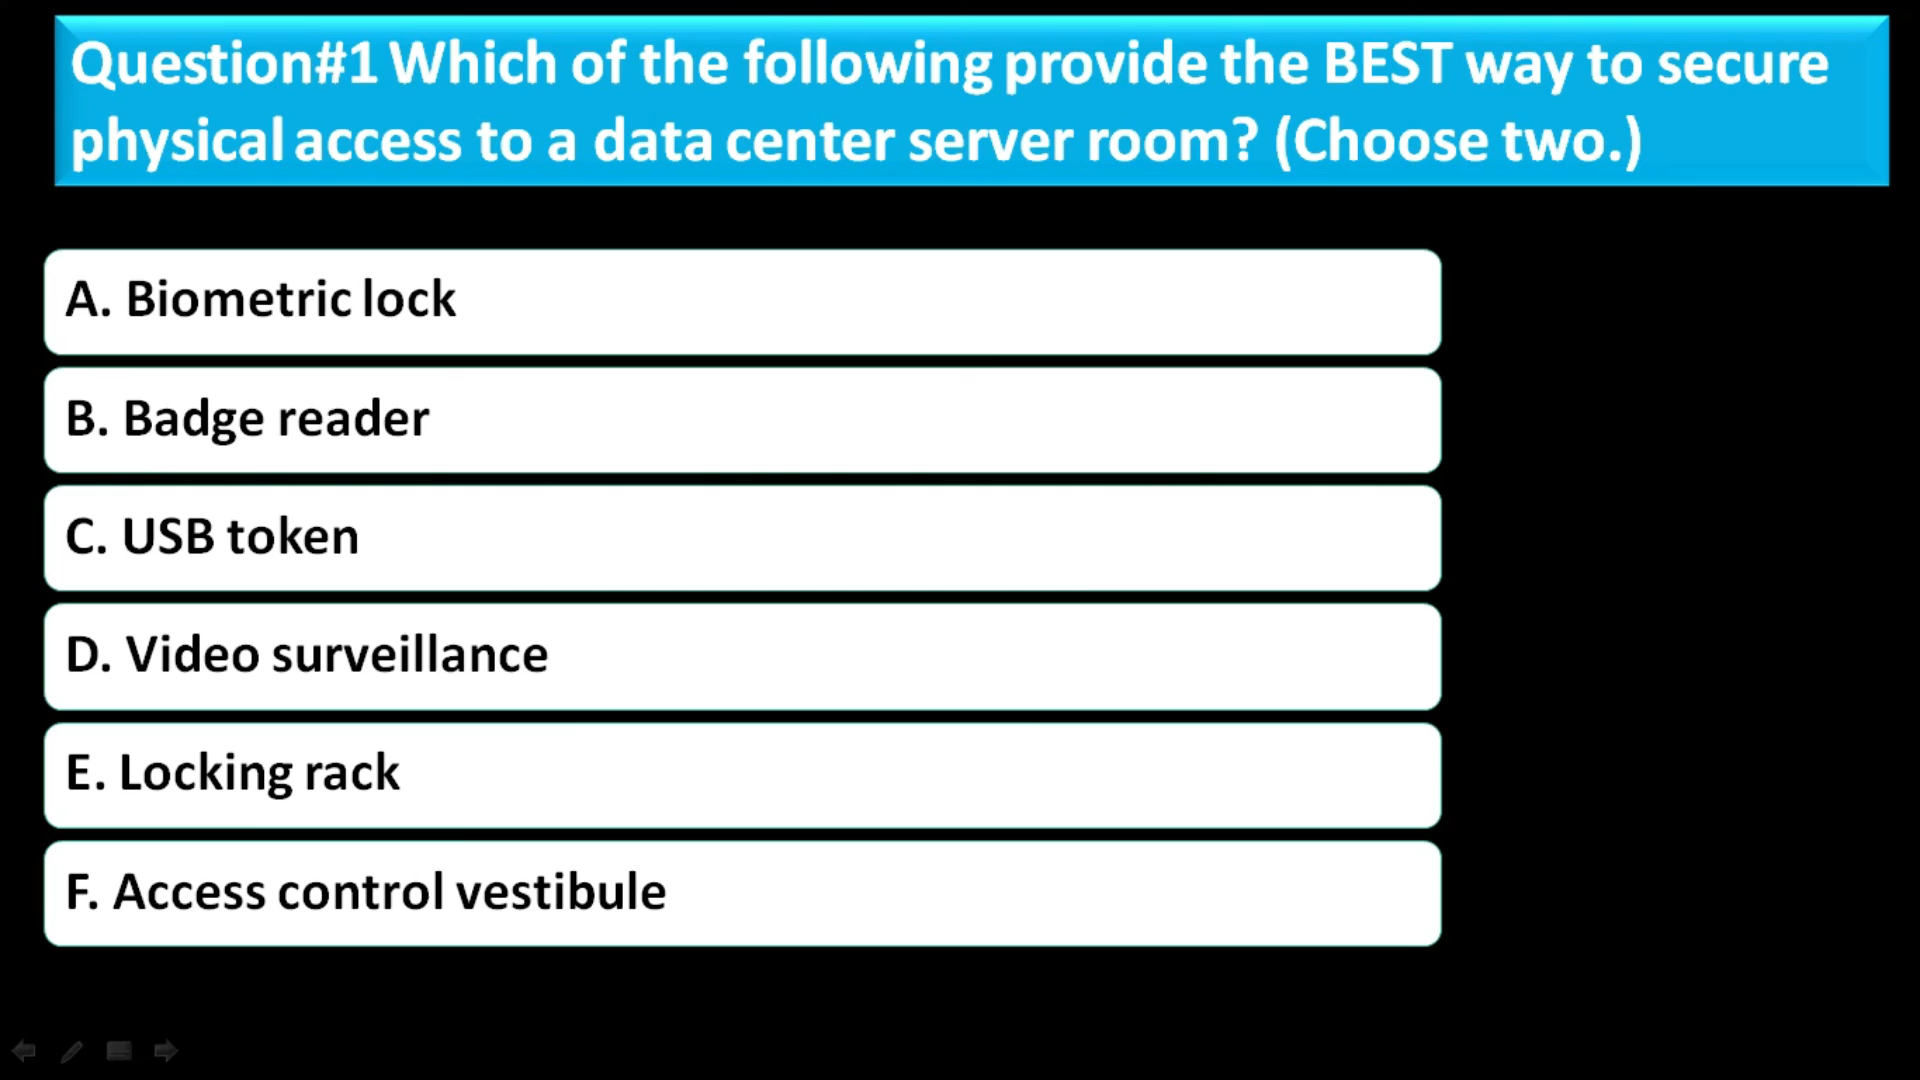 Question#1 Which of the following provide the BEST way to secure
physical access to a data center server room? (Choose two.)
A. Biometric lock
B. Badge reader
C. USB token
D. Video surveillance
E. Locking rack
F. Access control vestibule